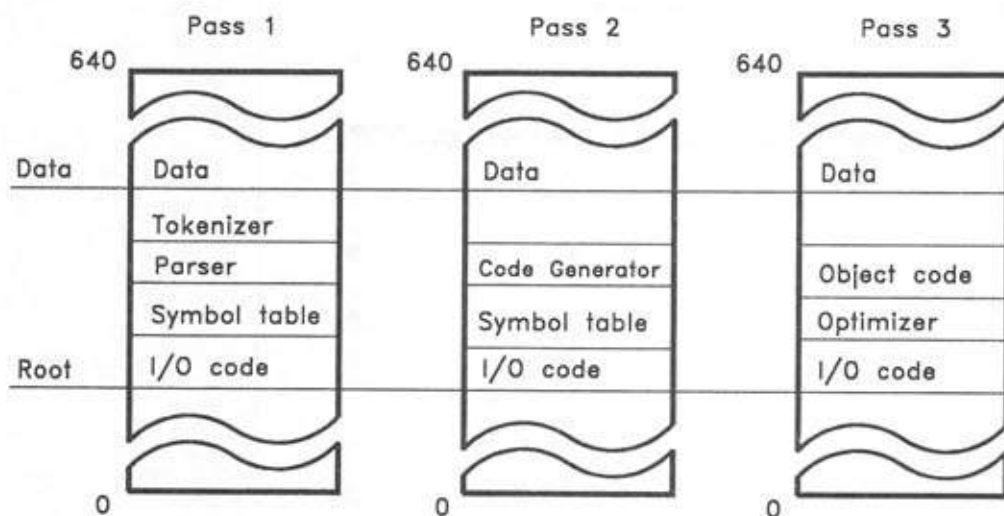 Pass 1
Pass 2
Pass 3
640
640
640
Data
Data
Data
Data
Tokenizer
Parser
Code Generator
Object code
Symbol table
Symbol table
Optimizer
Root
I/O code
I/O code
I/O code
0
0
0